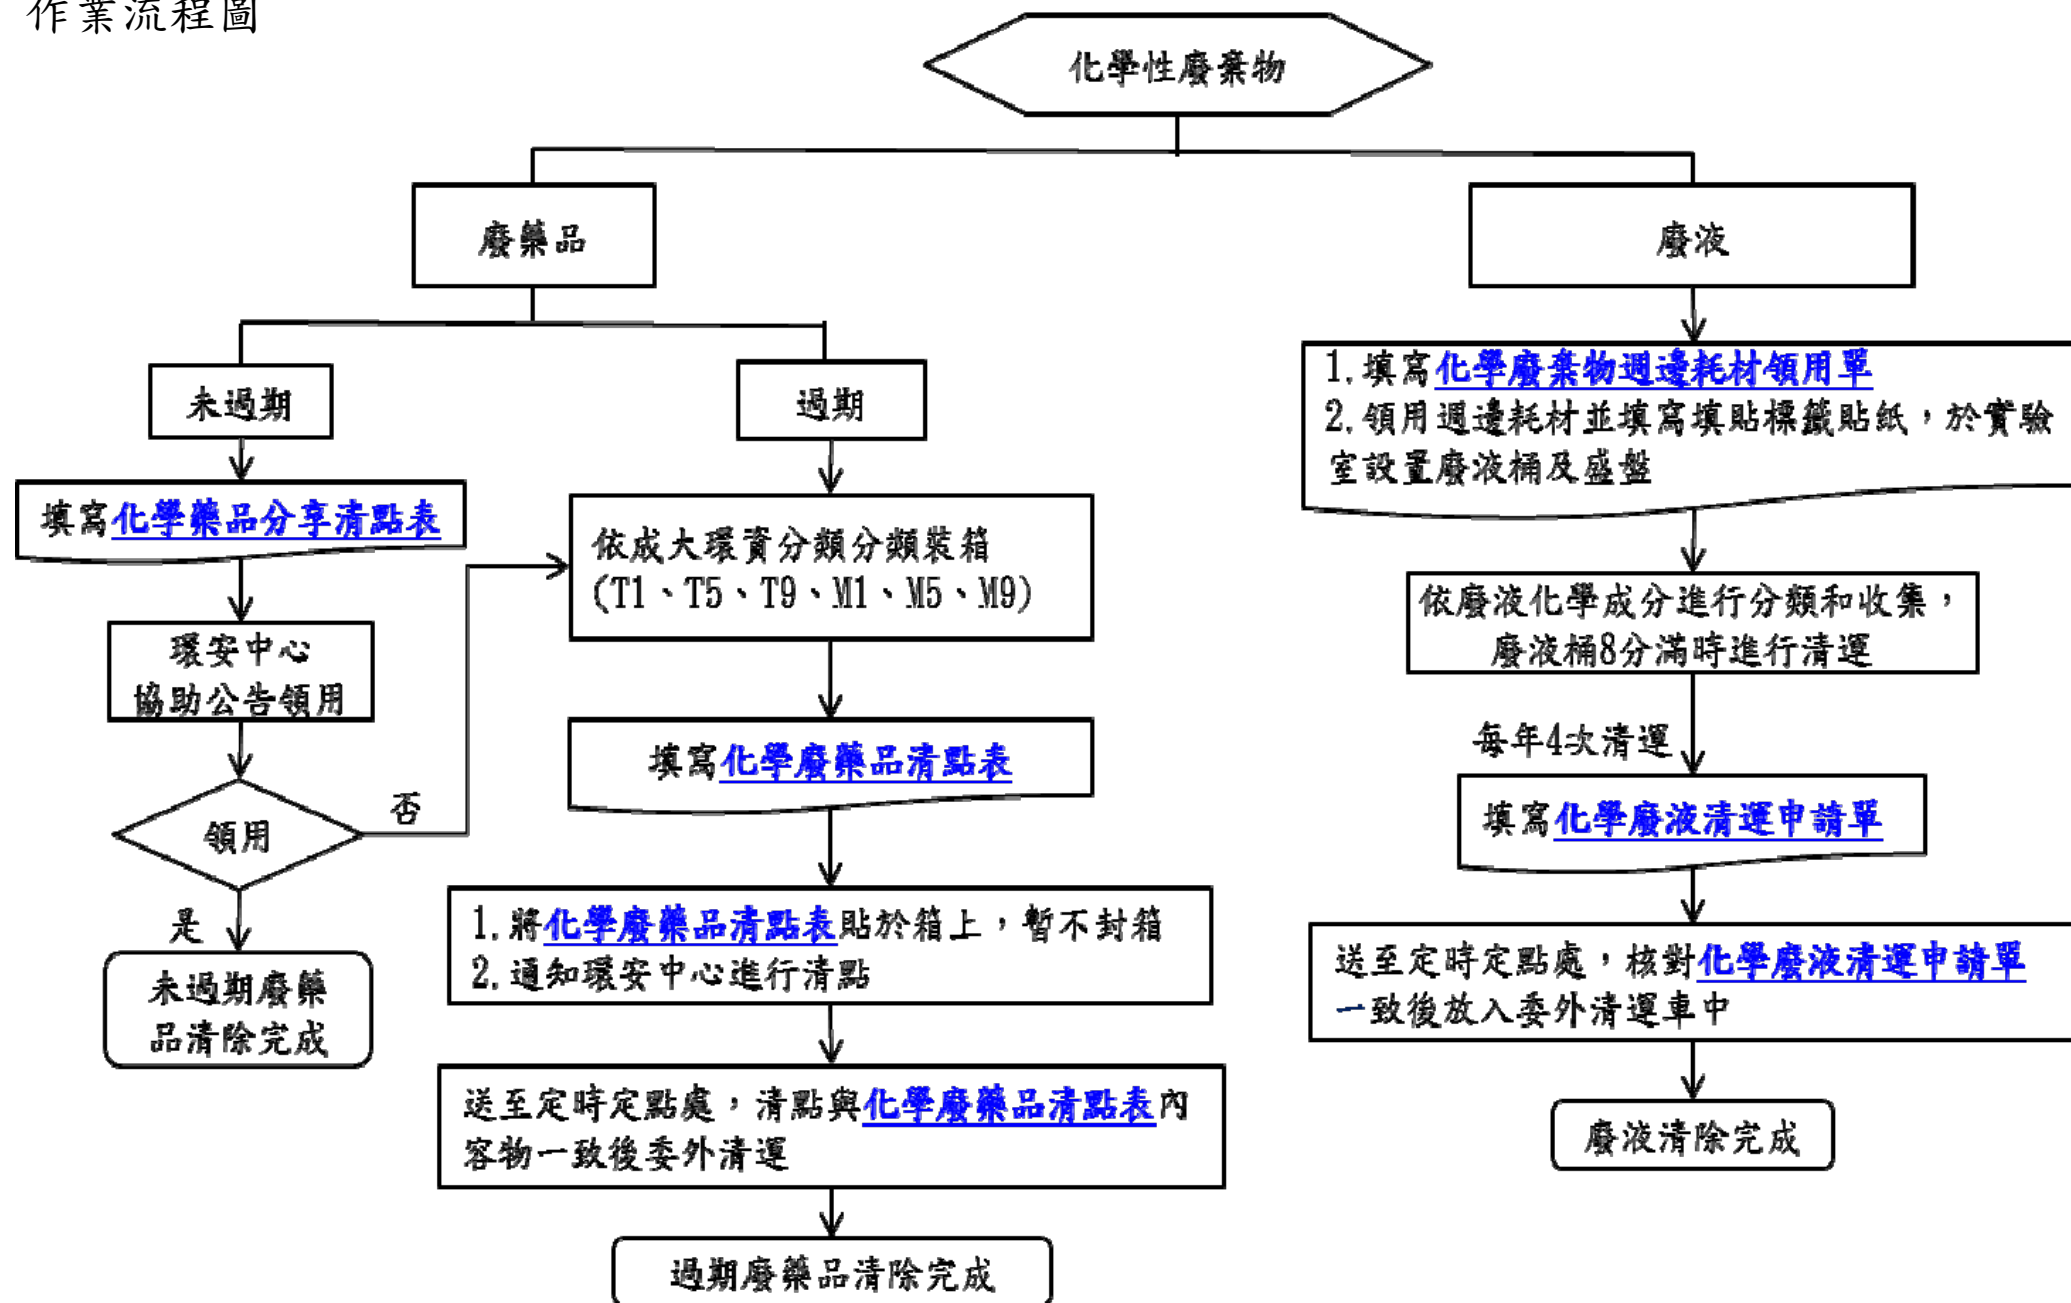 作業流程圖
化學性廢棄物
廢藥品
廢液
未過期
過期
填寫化學藥品分享清點表
環安中心
協助公告領用
領用
否
是
未過期廢藥
品清除完成
依成大環資分類分類裝箱
(T1、T5、T9、M1、M5、M9)
填寫化學廢藥品清點表
1.將化學廢藥品清點表貼於箱上，暫不封箱
2.通知環安中心進行清點
送至定時定點處，清點與化學廢藥品清點表內
容物一致後委外清運
過期廢藥品清除完成
1.填寫化學廢棄物週邊耗材領用單
2.領用週邊耗材並填寫填貼標籤貼紙，於實驗
室設置廢液桶及盛盤
依廢液化學成分進行分類和收集，
廢液桶8分滿時進行清運
每年4次清運
填寫化學廢液清運申請單
送至定時定點處，核對化學廢液清運申請單
一致後放入委外清運車中
廢液清除完成